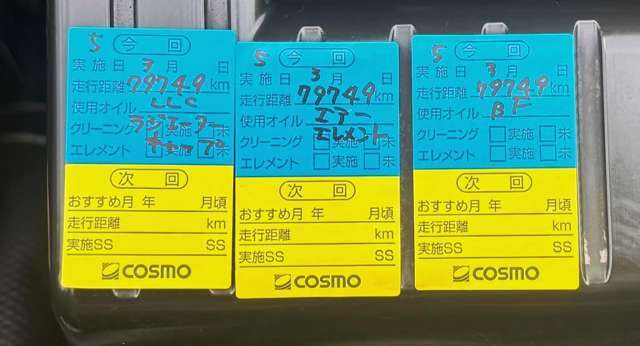 5 今回
実施日 3月 日
走行距離 79749km
使用オイル LLC
クリーニング 実施 未
ラジエーター
エレメント 実施 未
キャップ
次回
おすすめ月 年 月頃
走行距離 km
実施SS SS
COSMO
5 今回
実施日 3月 日
走行距離 79749km
使用オイル エアー
クリーニング 実施 未
エレメント
エレメント 実施 未
次回
おすすめ月 年 月頃
走行距離 km
実施SS SS
COSMO
5 今回
実施日 3月 日
走行距離 79749km
使用オイル BF
クリーニング 実施 未
エレメント 実施 未
次回
おすすめ月 年 月頃
走行距離 km
実施SS SS
COSMO